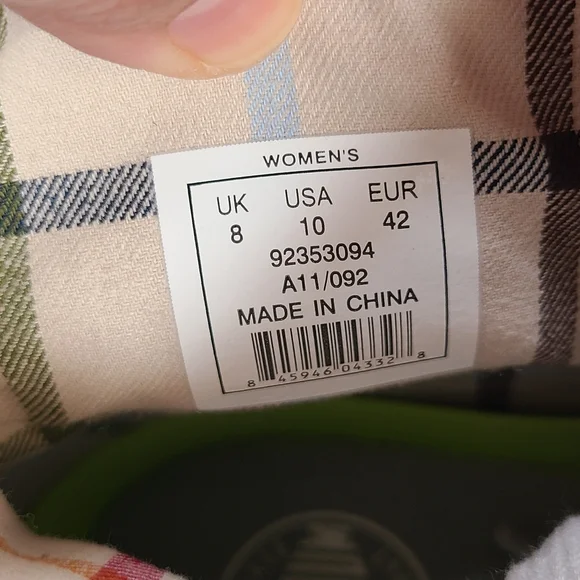 WOMEN'S
UK USA EUR
8 10 42
92353094
A11/092
MADE IN CHINA
8 45946 04332 8